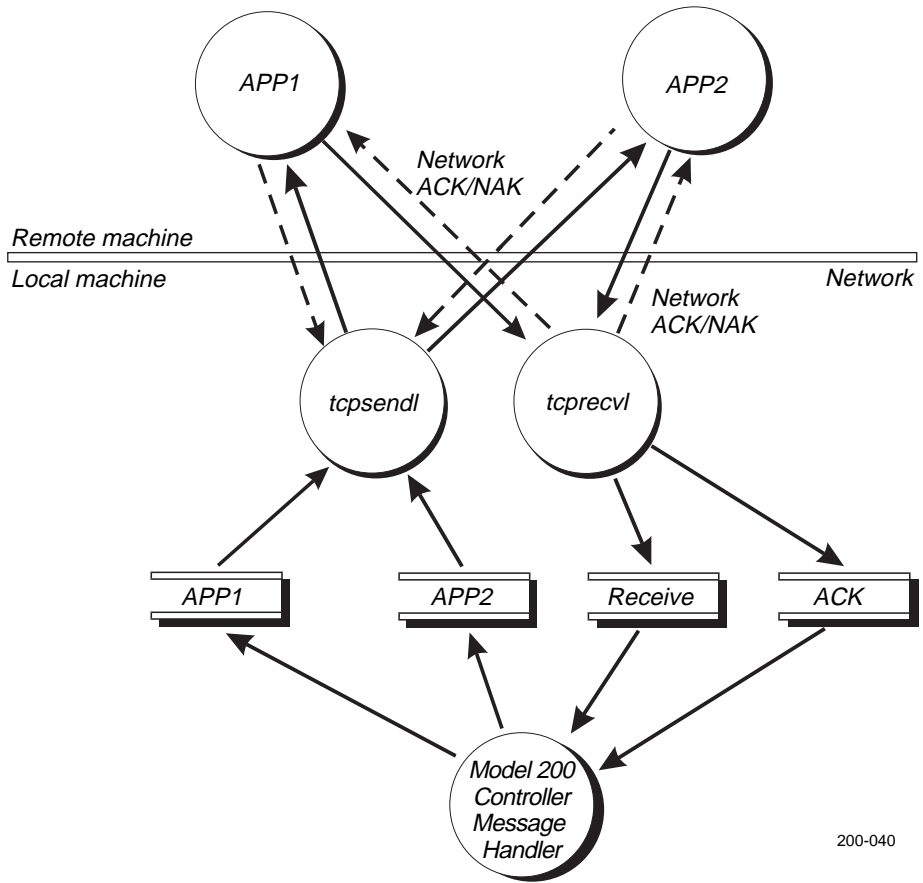 APP1
APP2
Network
ACK/NAK
Remote machine
Local machine
Network
Network
ACK/NAK
tcpsendl
tcprecvl
APP1
APP2
Receive
ACK
Model 200
Controller
Message
Handler
200-040